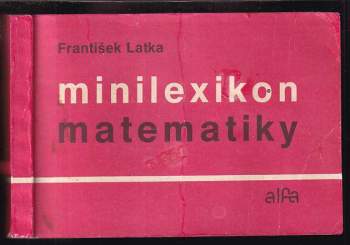 František Latka
minilexikon
matematiky
alfa